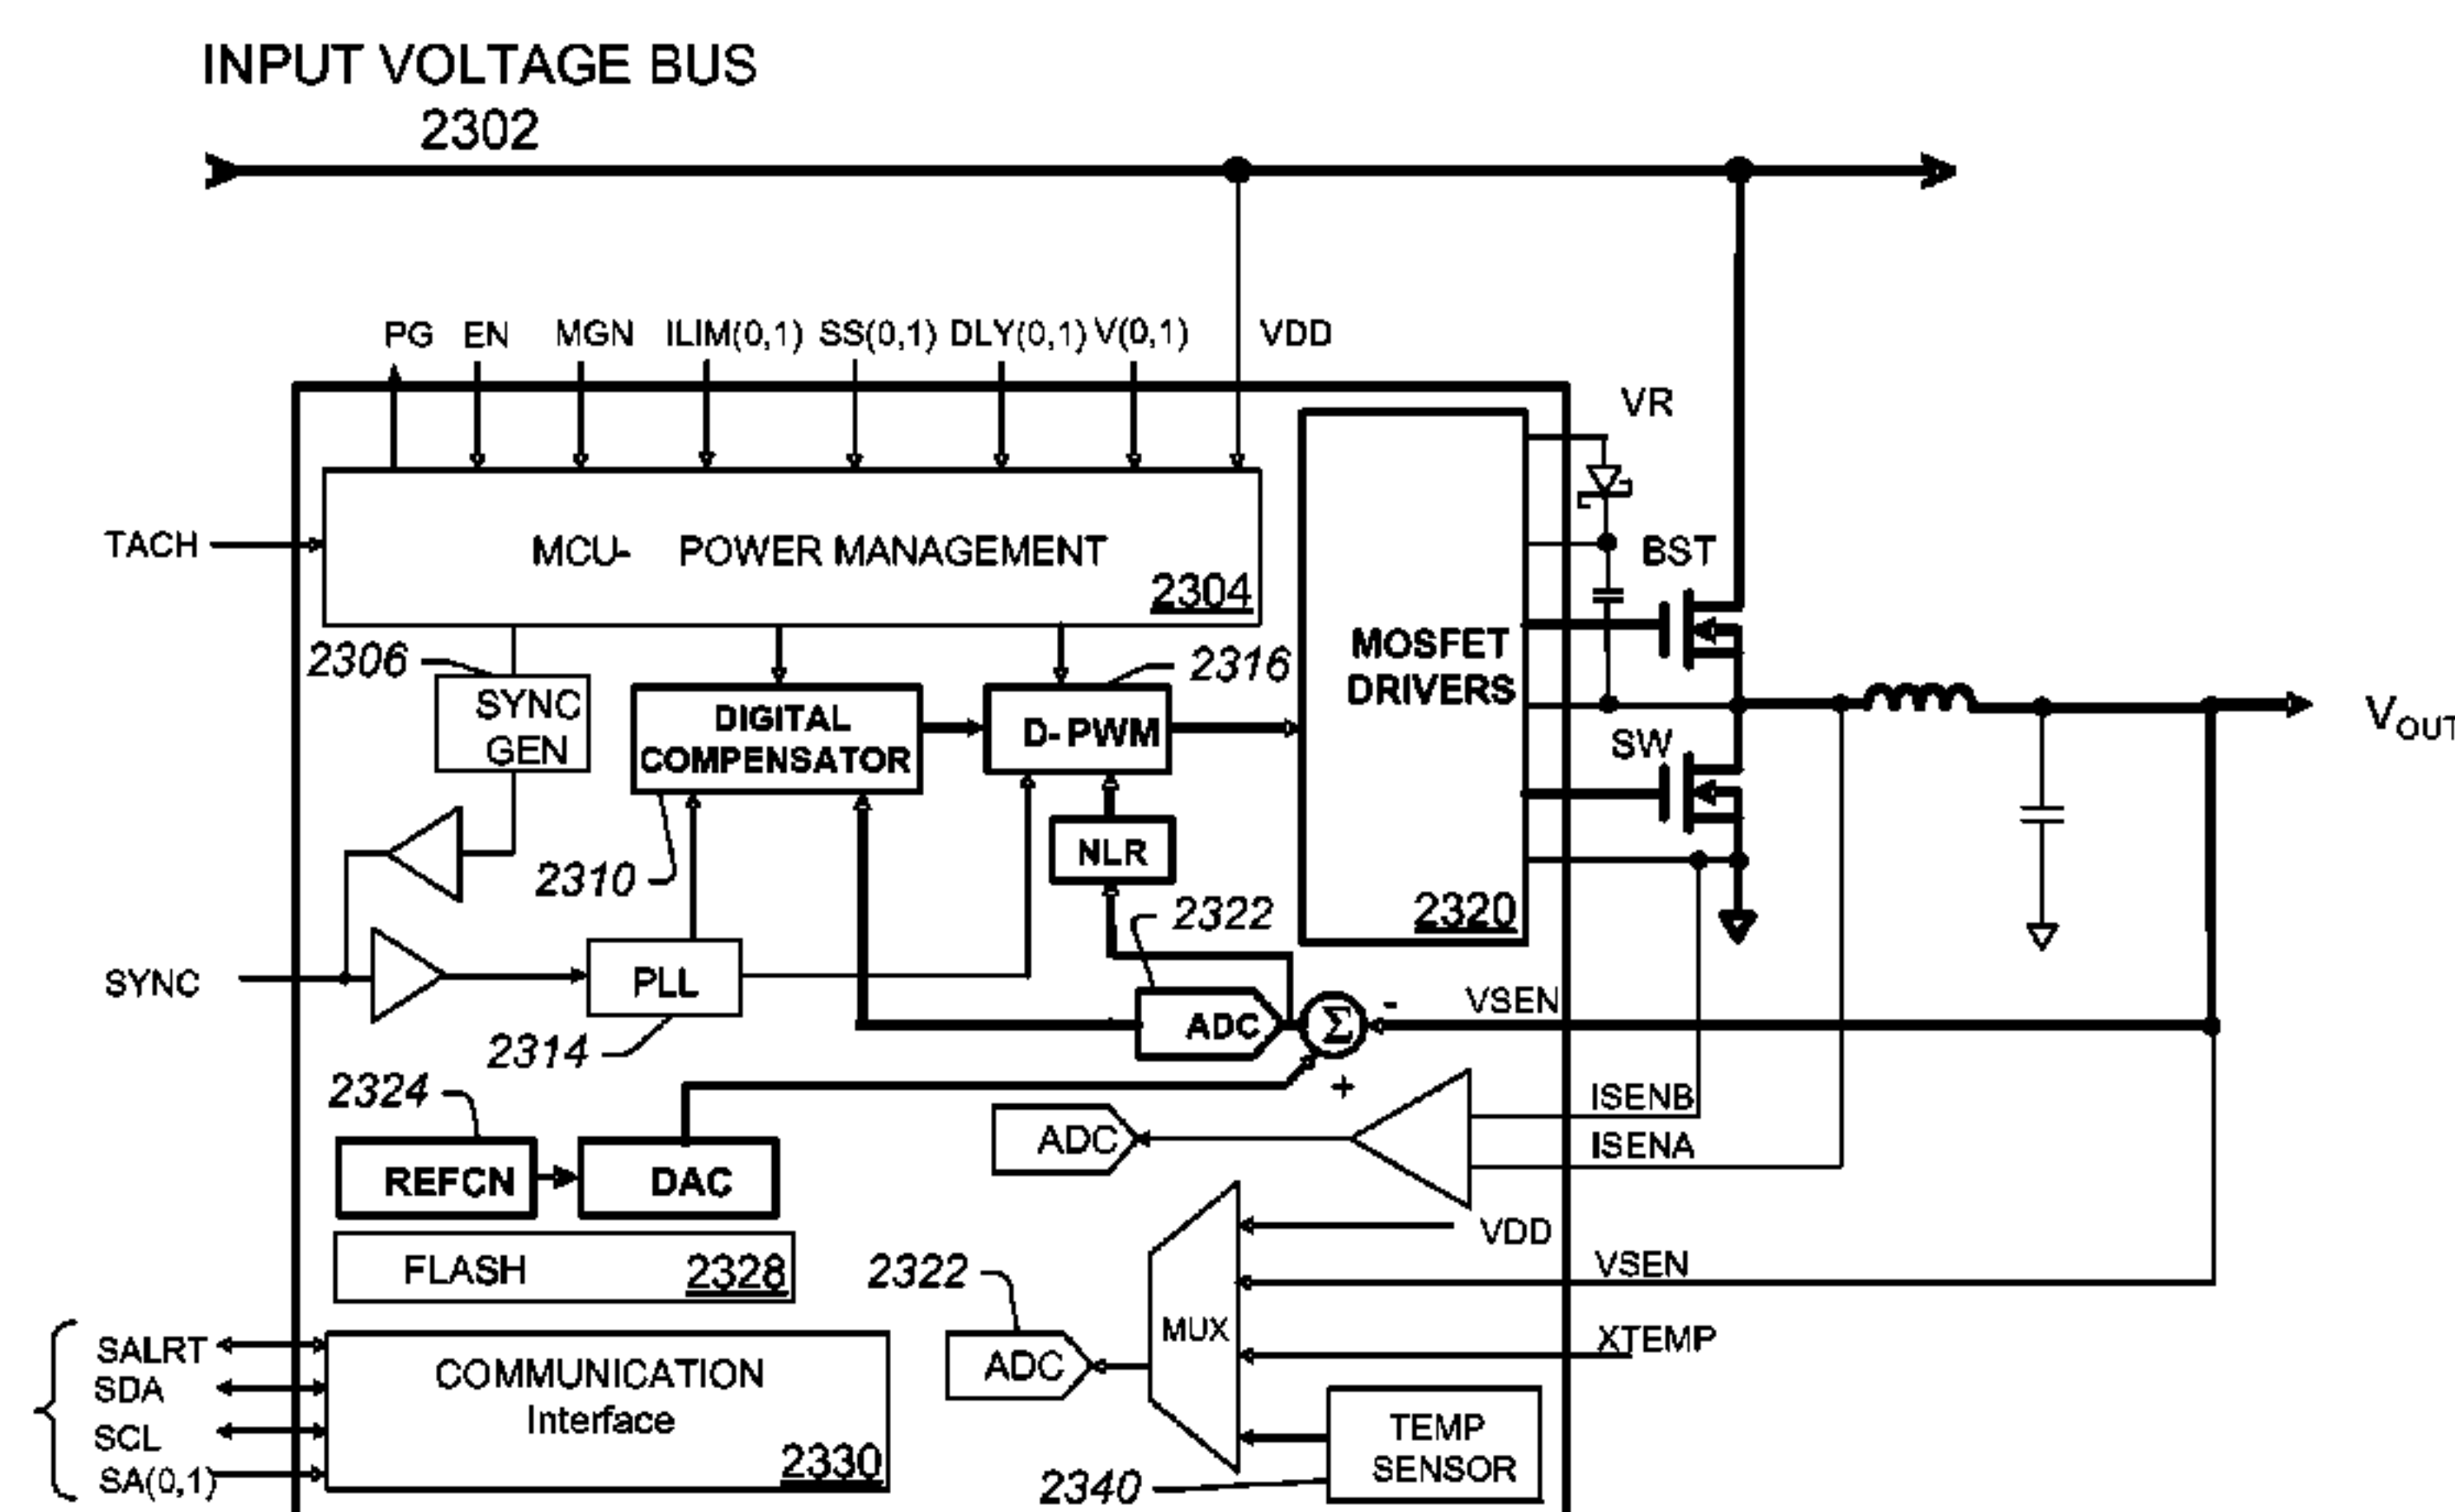 INPUT VOLTAGE BUS
2302
PG EN MGN ILIM(0,1) SS(0,1) DLY(0,1) V(0,1) VDD
VR
TACH
MCU- POWER MANAGEMENT
2304
BST
2306
SYNC
GEN
DIGITAL
COMPENSATOR
2316
D-PWM
MOSFET
DRIVERS
2320
SW
VOUT
2310
NLR
2322
SYNC
PLL
2314
ADC
Σ
-
+
VSEN
2324
REFCN
DAC
ADC
ISENB
ISENA
FLASH
2328
2322
ADC
MUX
VDD
VSEN
XTEMP
SALRT
SDA
SCL
SA(0,1)
COMMUNICATION
Interface
2330
TEMP
SENSOR
2340